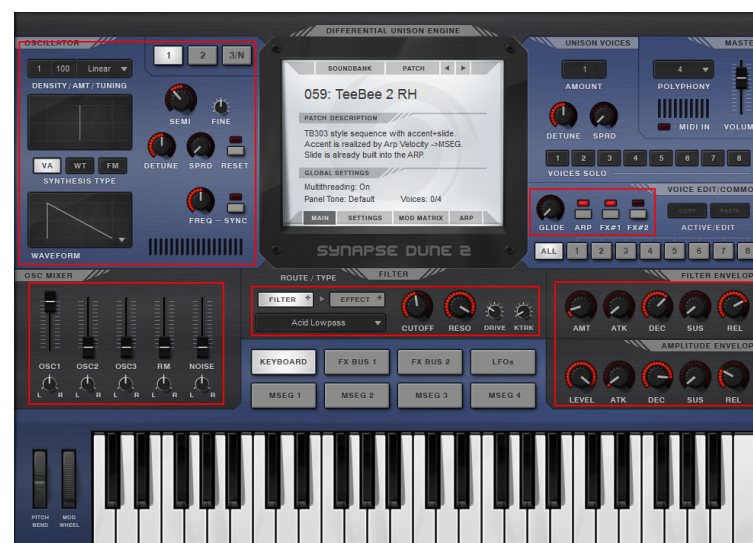 DIFFERENTIAL UNISON ENGINE
OSCILLATOR
1 2 3/N
1 100 Linear
DENSITY/AMT/TUNING
SEMI FINE
VA WT FM
SYNTHESIS TYPE
DETUNE SPRD RESET
FREQ SYNC
WAVEFORM
SOUNDBANK PATCH
059: TeeBee 2 RH
PATCH DESCRIPTION
TB303 style sequence with accent+slide.
Accent is realized by Arp Velocity ->MSEG.
Slide is already built into the ARP.
GLOBAL SETTINGS
Multithreading: On
Panel Tone: Default Voices: 0/4
MAIN SETTINGS MOD MATRIX ARP
SYNAPSE DUNE 2
UNISON VOICES MASTE
1 4
AMOUNT POLYPHONY
MIDI IN VOLUM
DETUNE SPRD
1 2 3 4 5 6 7 8
VOICES SOLO
VOICE EDIT/COMMO
COPY PASTE
GLIDE ARP FX#1 FX#2 ACTIVE/EDIT
ALL 1 2 3 4 5 6 7 8
OSC MIXER
OSC1 OSC2 OSC3 RM NOISE
L R L R L R L R L R
FILTER
ROUTE / TYPE
FILTER + EFFECT +
Acid Lowpass
CUTOFF RESO DRIVE KTRK
FILTER ENVELOP
AMT ATK DEC SUS REL
AMPLITUDE ENVELOP
LEVEL ATK DEC SUS REL
KEYBOARD FX BUS 1 FX BUS 2 LFOs
MSEG 1 MSEG 2 MSEG 3 MSEG 4
PITCH BEND
MOD WHEEL